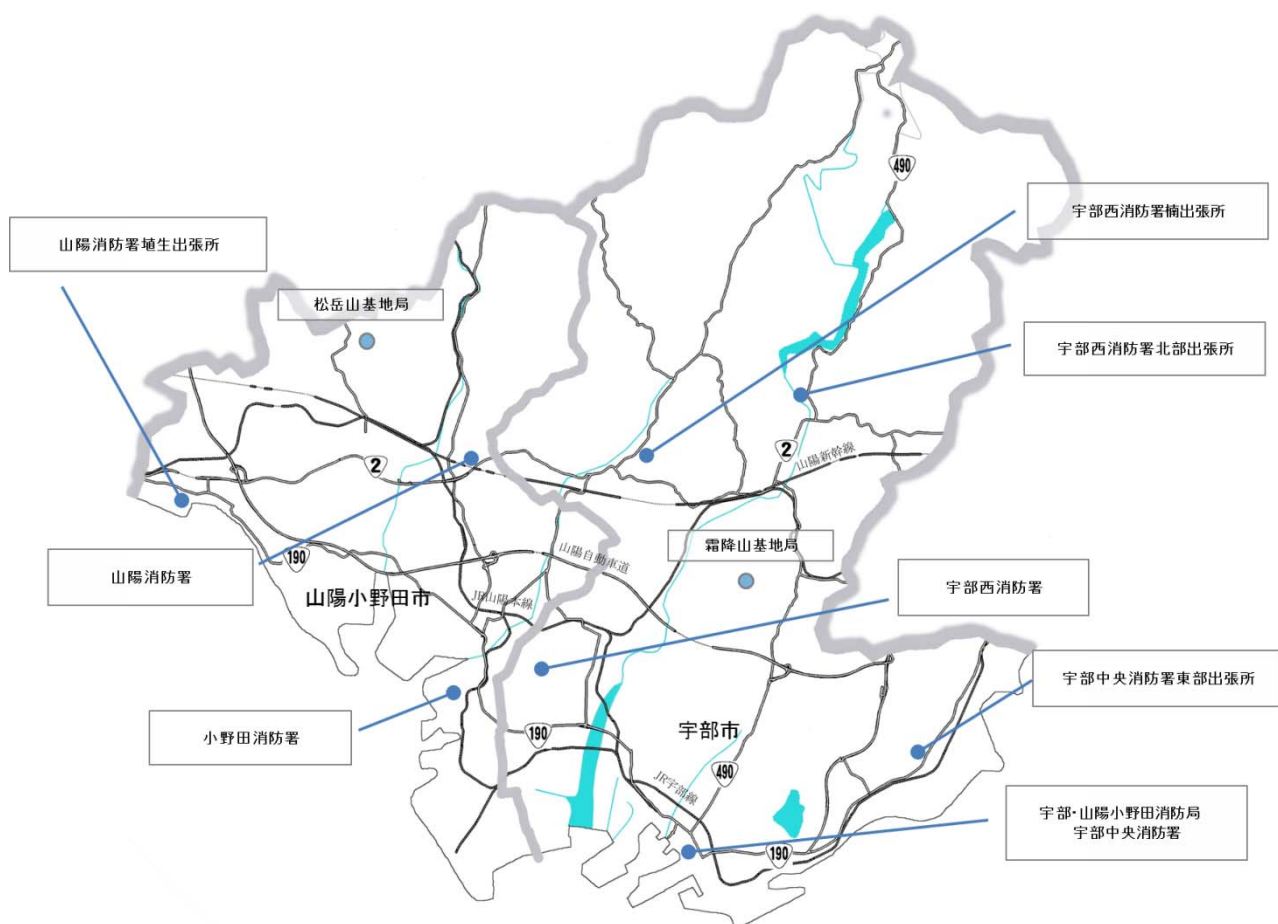 490
宇部西消防署楠出張所
山陽消防署埴生出張所
松岳山基地局
宇部西消防署北部出張所
2
山陽新幹線
2
霜降山基地局
山陽自動車道
190
山陽消防署
山陽小野田市
JR山陽本線
宇部西消防署
宇部中央消防署東部出張所
小野田消防署
190
宇部市
490
JR宇部線
宇部・山陽小野田消防局
宇部中央消防署
190